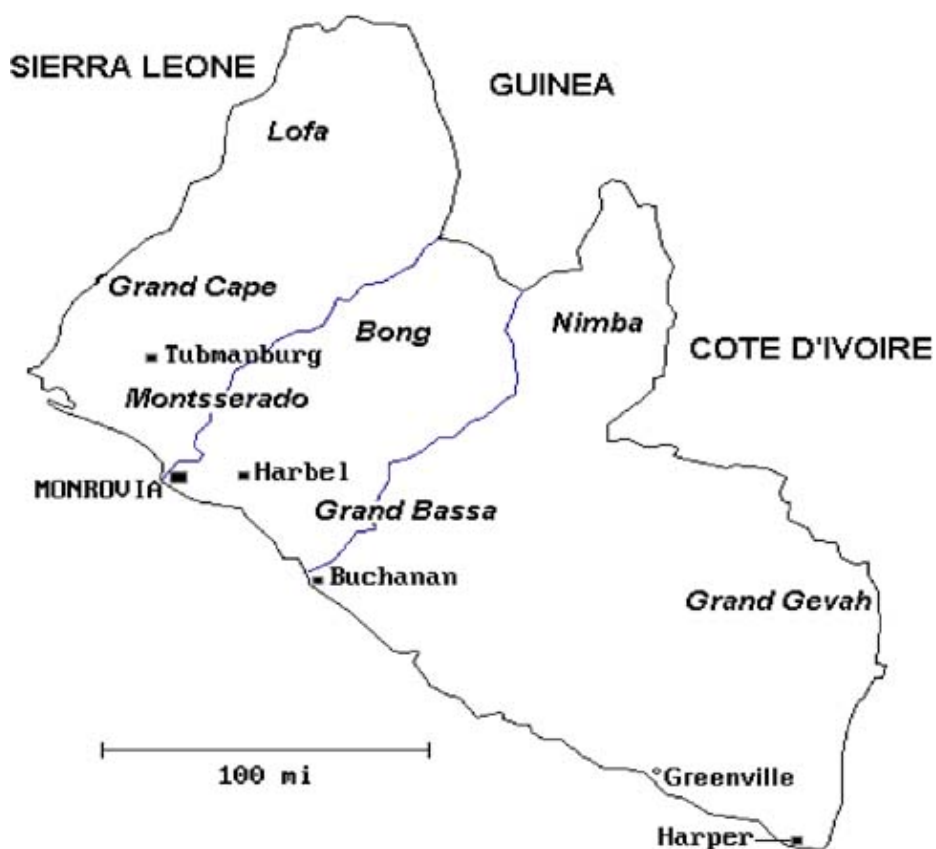 SIERRA LEONE
GUINEA
Lofa
Grand Cape
Bong
Nimba
Tubmanburg
COTE D'IVOIRE
Montsserado
MONROVIA
Harbel
Grand Bassa
Buchanan
Grand Gevah
100 mi
Greenville
Harper